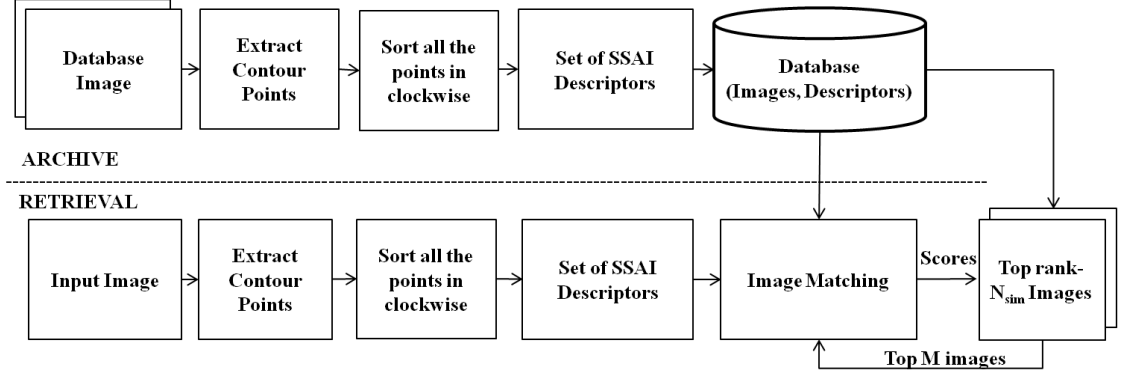 Database
Image
Extract
Contour
Points
Sort all the
points in
clockwise
Set of SSAI
Descriptors
Database
(Images, Descriptors)
ARCHIVE
RETRIEVAL
Input Image
Extract
Contour
Points
Sort all the
points in
clockwise
Set of SSAI
Descriptors
Image Matching
Scores
Top rank-
Nsim Images
Top M images